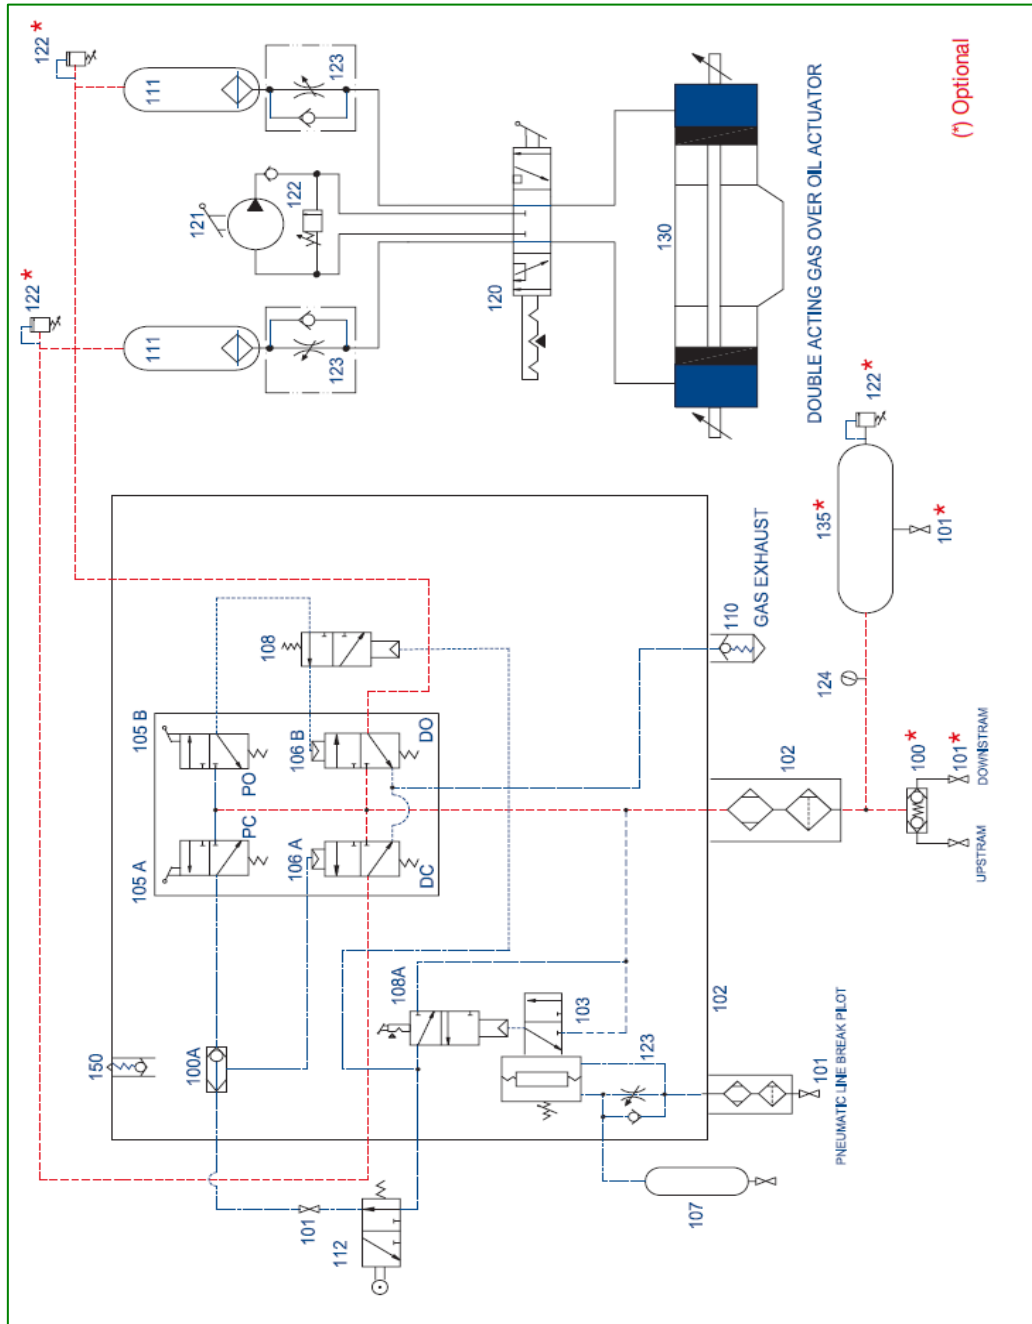 122*
111
123
121
122
122*
111
123
120
130
DOUBLE ACTING GAS OVER OIL ACTUATOR
(*) Optional
150
100A
105 A
PC
105 B
PO
106 A
DC
106 B
DO
108
108A
103
123
102
101
PNEUMATIC LINE BREAK PILOT
107
101
112
102
110
GAS EXHAUST
124
135*
122*
101*
100*
101*
UPSTRAM
DOWNSTRAM